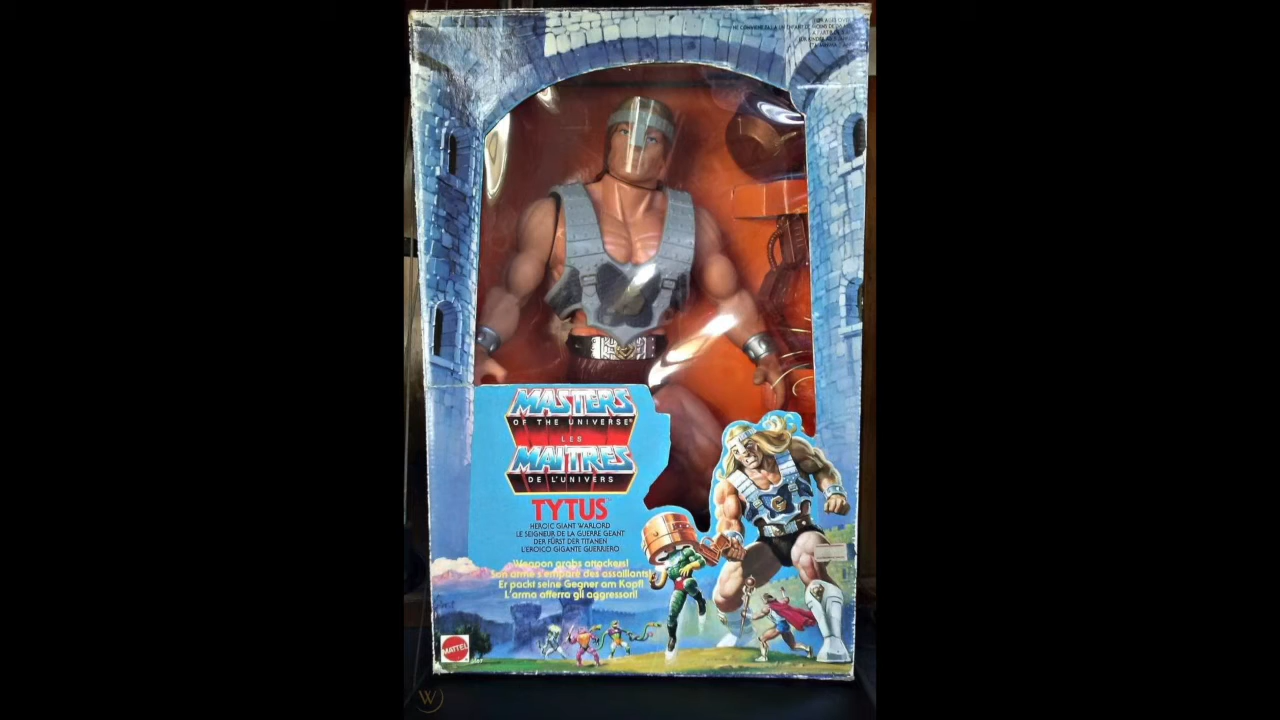 MASTERS
OF THE UNIVERSE®
LES
MAITRES
DE L'UNIVERS
TYTUS™
HEROIC GIANT WARLORD
LE SEIGNEUR DE LA GUERRE GEANT
DER FÜRST DER TITANEN
L'EROICO GIGANTE GUERRIERO
Weapon grabs attackers!
Son arme s'empare des assaillants!
Er packt seine Gegner am Kopf!
L'arma afferra gli aggressori!
MATTEL
W